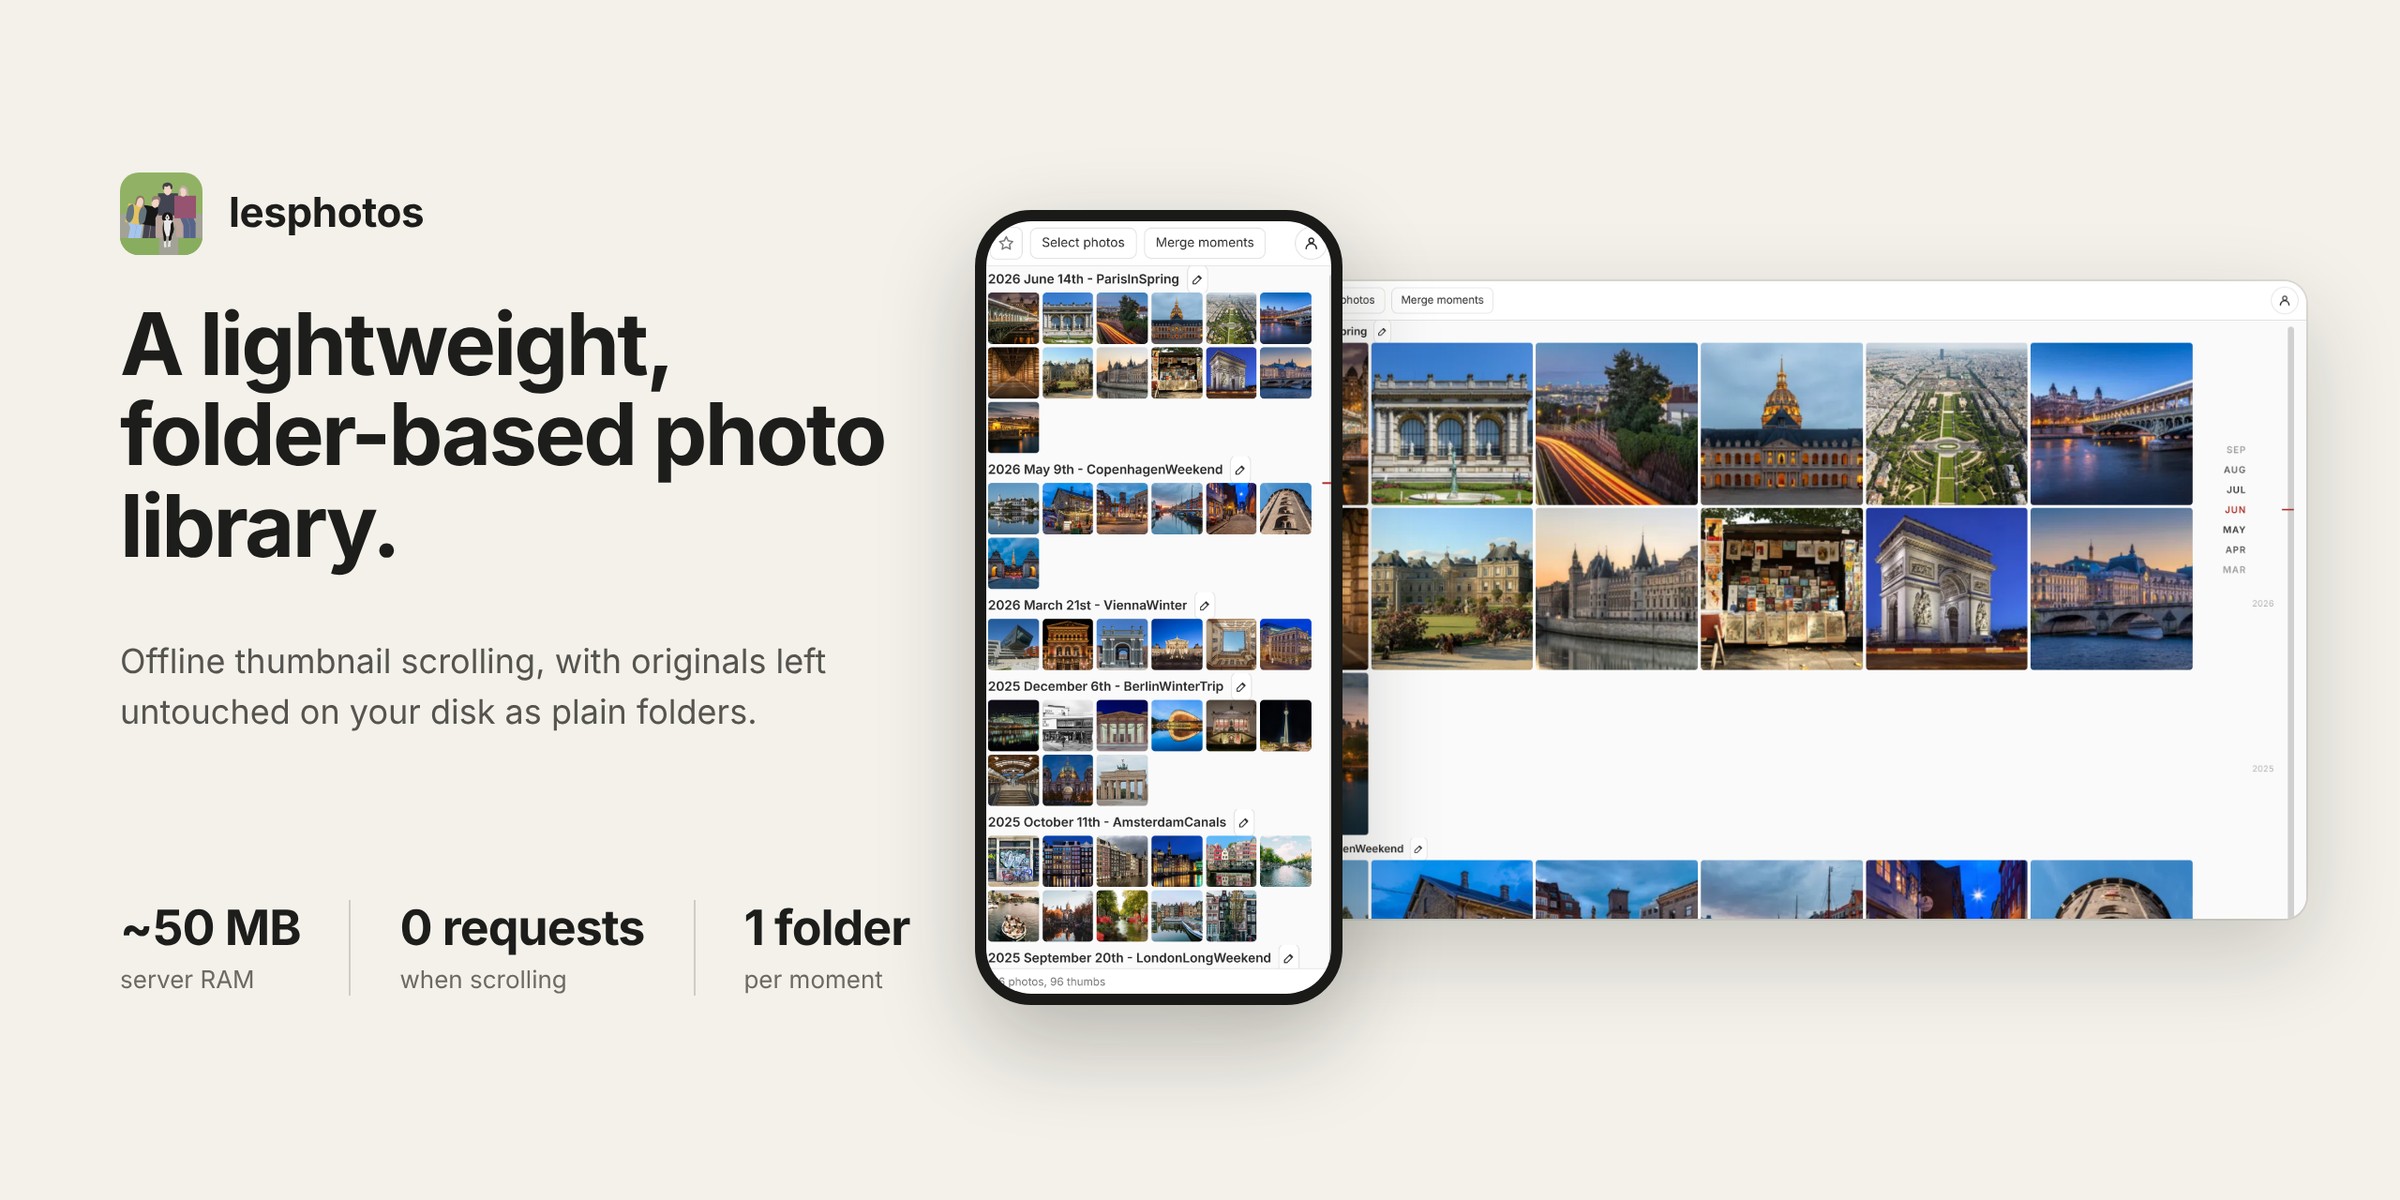 lesphotos
A lightweight,
folder-based photo
library.
Offline thumbnail scrolling, with originals left
untouched on your disk as plain folders.
~50 MB
server RAM
0 requests
when scrolling
1 folder
per moment
Select photos
Merge moments
2026 June 14th - ParisInSpring
2026 May 9th - CopenhagenWeekend
2026 March 21st - ViennaWinter
2025 December 6th - BerlinWinterTrip
2025 October 11th - AmsterdamCanals
2025 September 20th - LondonLongWeekend
photos, 96 thumbs
photos
Merge moments
pring
enWeekend
SEP
AUG
JUL
JUN
MAY
APR
MAR
2026
2025